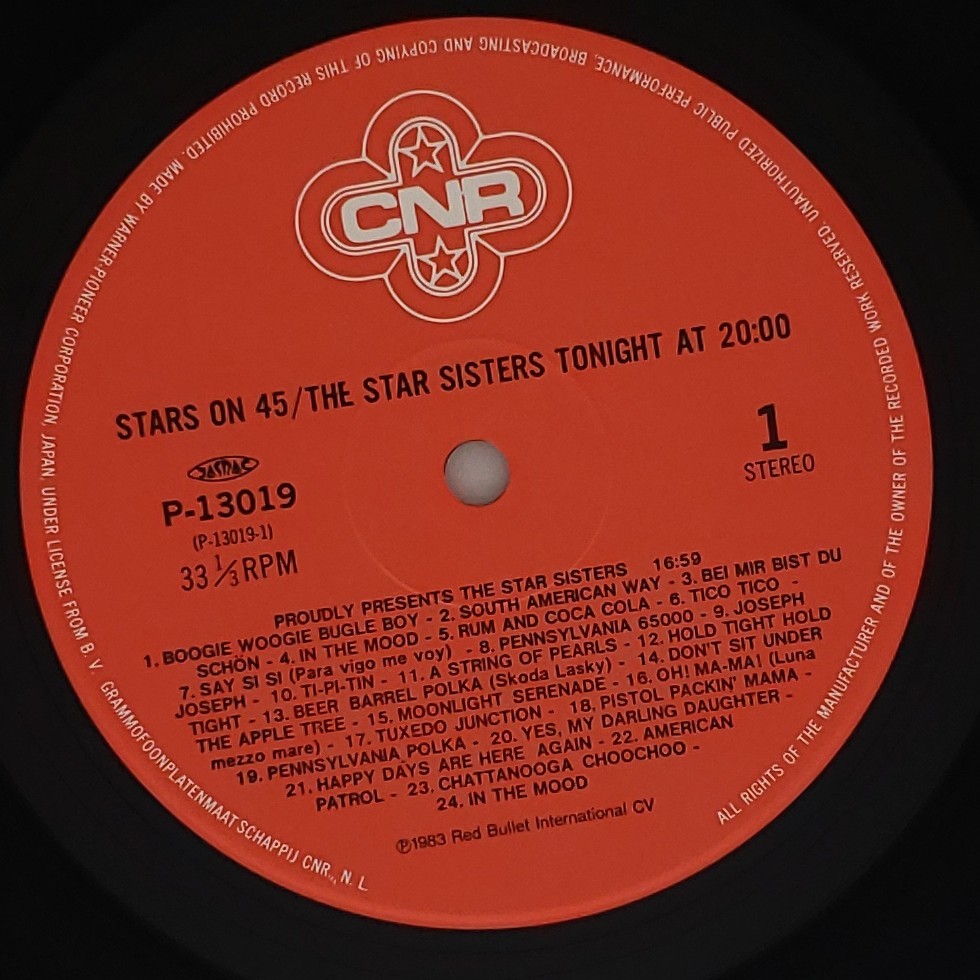 CNR
STARS ON 45/THE STAR SISTERS TONIGHT AT 20:00
JASRAC
P-13019
(P-13019-1)
33 1/3 RPM
1
STEREO
PROUDLY PRESENTS THE STAR SISTERS 16:59
1. BOOGIE WOOGIE BUGLE BOY - 2. SOUTH AMERICAN WAY - 3. BEI MIR BIST DU
SCHÖN - 4. IN THE MOOD - 5. RUM AND COCA COLA - 6. TICO TICO -
7. SAY SI SI (Para vigo me voy) - 8. PENNSYLVANIA 65000 - 9. JOSEPH
JOSEPH - 10. TI-PI-TIN - 11. A STRING OF PEARLS - 12. HOLD TIGHT HOLD
TIGHT - 13. BEER BARREL POLKA (Skoda Lasky) - 14. DON'T SIT UNDER
THE APPLE TREE - 15. MOONLIGHT SERENADE - 16. OH! MA-MA! (Luna
mezzo mare) - 17. TUXEDO JUNCTION - 18. PISTOL PACKIN' MAMA -
19. PENNSYLVANIA POLKA - 20. YES, MY DARLING DAUGHTER -
21. HAPPY DAYS ARE HERE AGAIN - 22. AMERICAN
PATROL - 23. CHATTANOOGA CHOOCHOO -
24. IN THE MOOD
Ⓟ1983 Red Bullet International CV
ALL RIGHTS OF THE MANUFACTURER AND OF THE OWNER OF THE RECORDED WORK RESERVED. UNAUTHORIZED PUBLIC PERFORMANCE, BROADCASTING AND COPYING OF THIS RECORD PROHIBITED. MADE BY WARNER-PIONEER CORPORATION, JAPAN, UNDER LICENSE FROM B. V. GRAMMOFOONPLATENMAATSCHAPPIJ CNR., N. L.